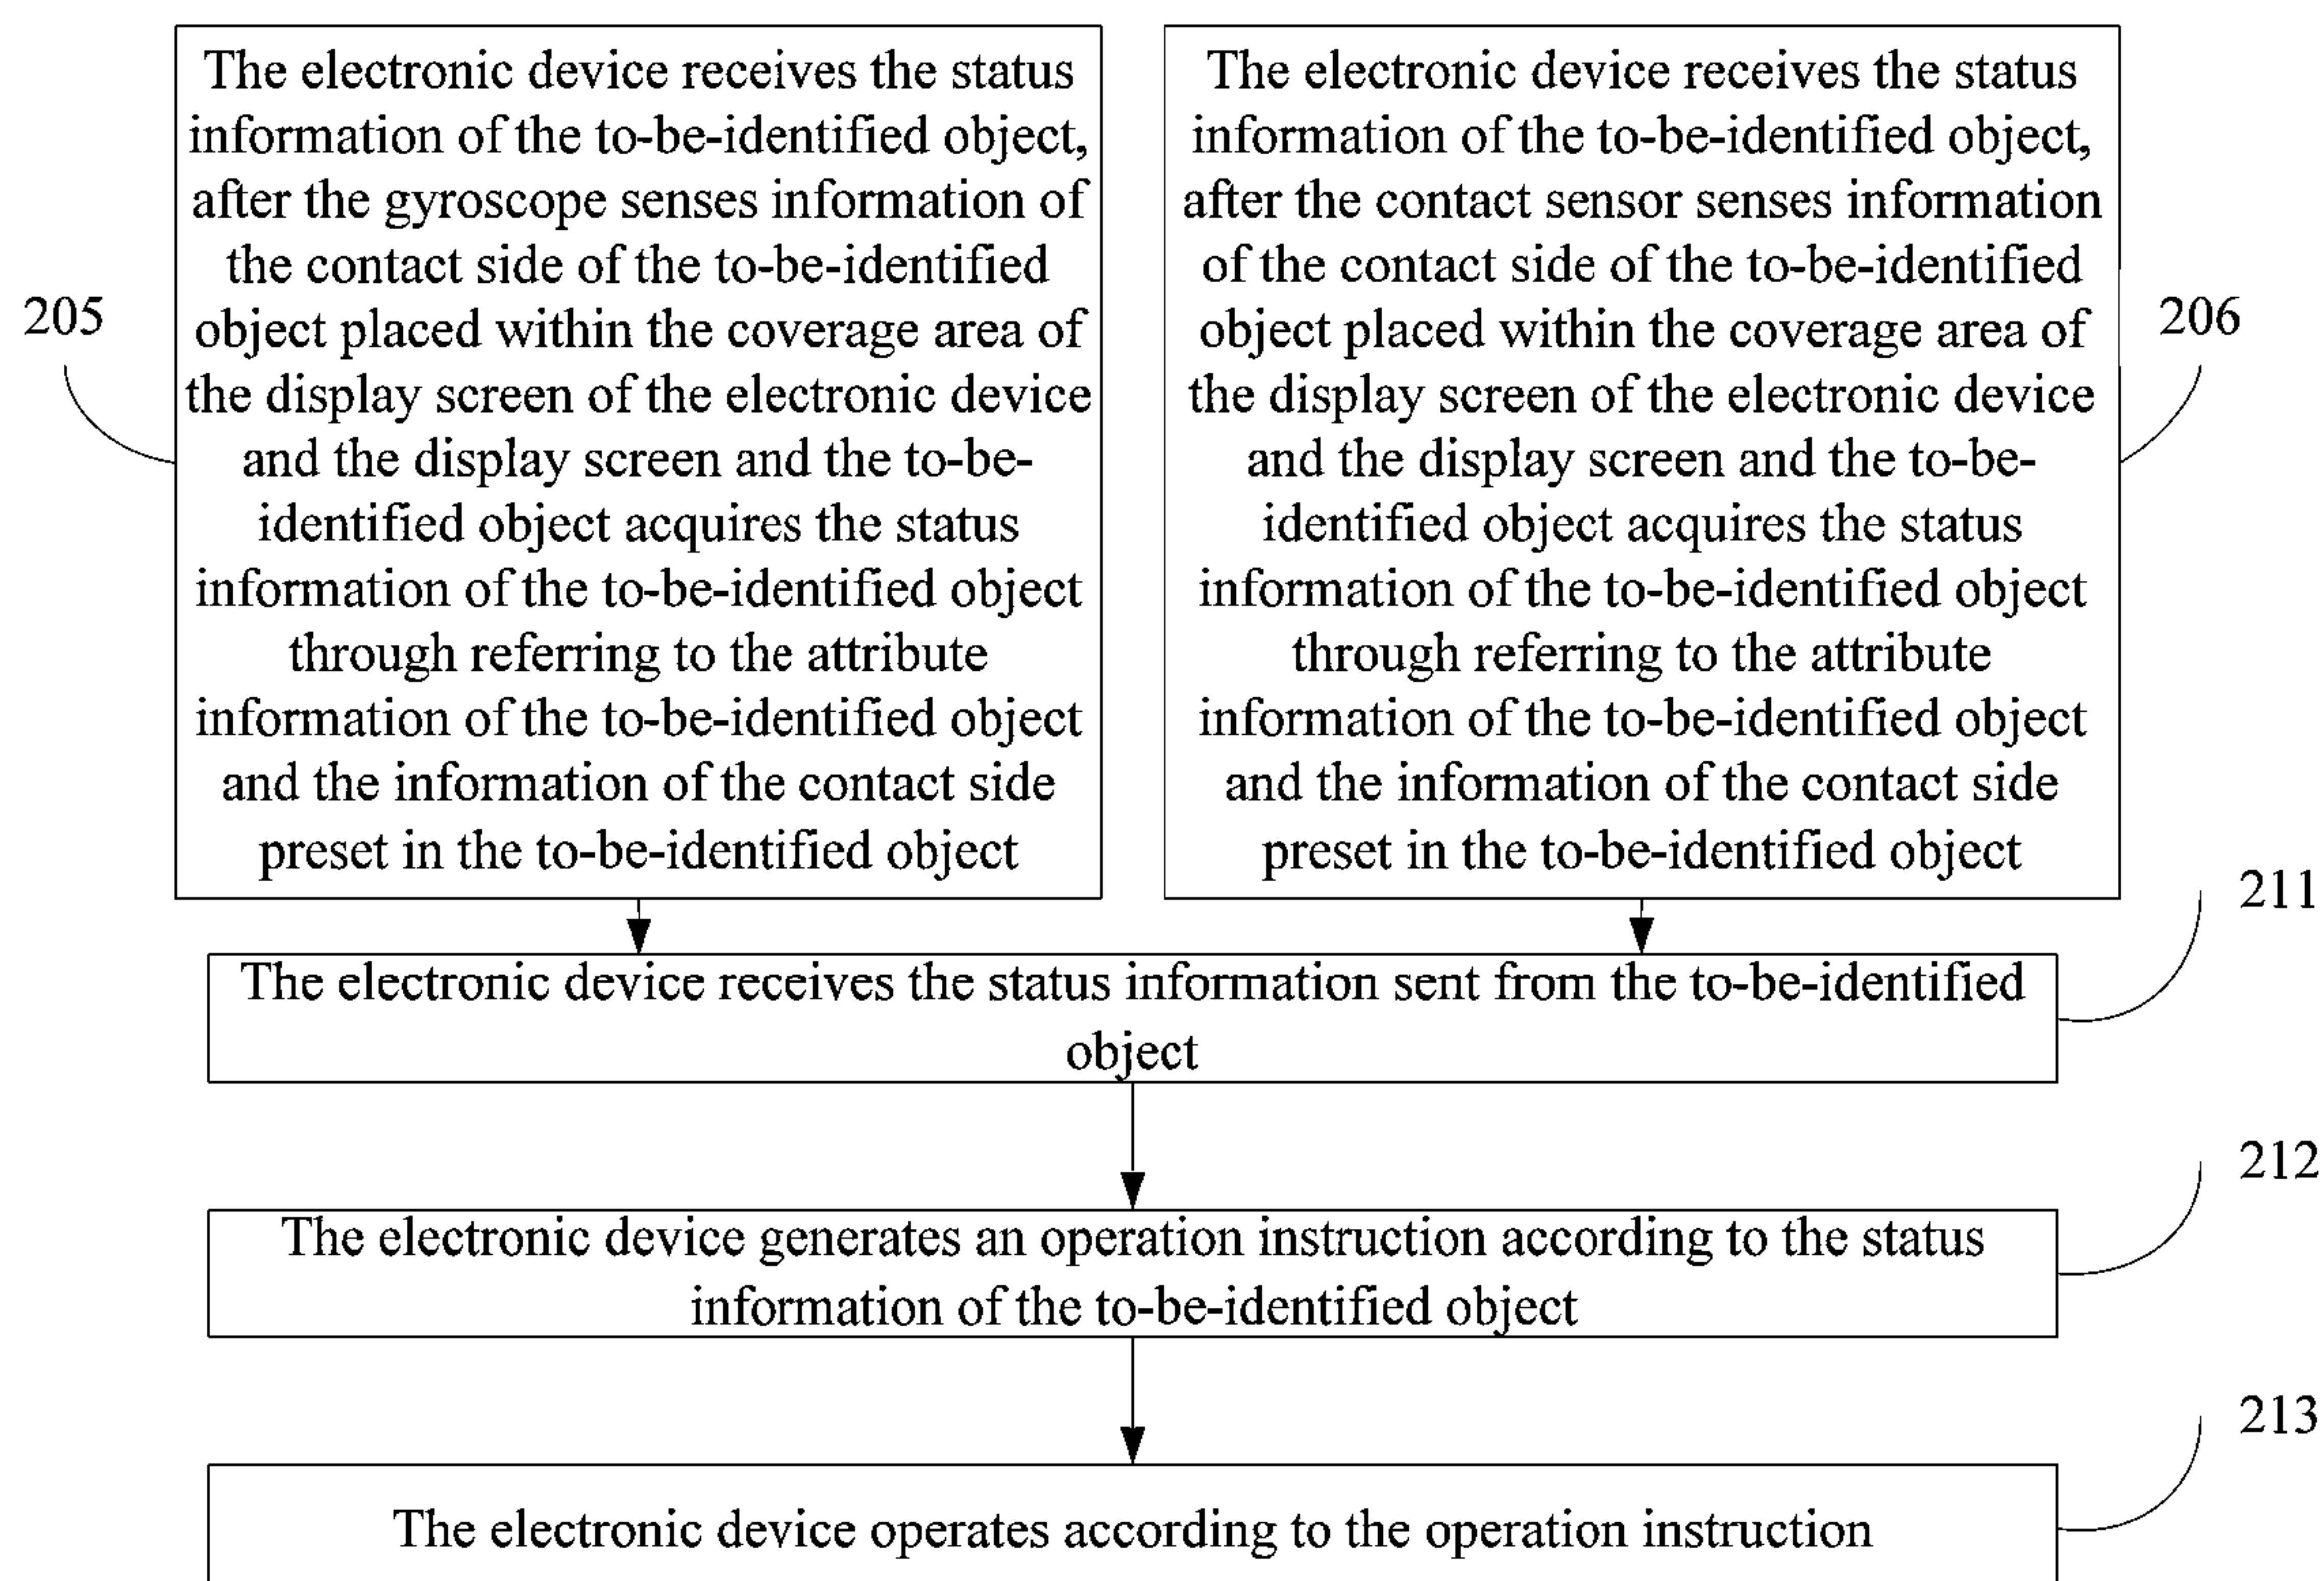 The electronic device receives the status
information of the to-be-identified object,
after the gyroscope senses information of
the contact side of the to-be-identified
object placed within the coverage area of
the display screen of the electronic device
and the display screen and the to-be-
identified object acquires the status
information of the to-be-identified object
through referring to the attribute
information of the to-be-identified object
and the information of the contact side
preset in the to-be-identified object
205
The electronic device receives the status
information of the to-be-identified object,
after the contact sensor senses information
of the contact side of the to-be-identified
object placed within the coverage area of
the display screen of the electronic device
and the display screen and the to-be-
identified object acquires the status
information of the to-be-identified object
through referring to the attribute
information of the to-be-identified object
and the information of the contact side
preset in the to-be-identified object
206
The electronic device receives the status information sent from the to-be-identified
object
211
The electronic device generates an operation instruction according to the status
information of the to-be-identified object
212
The electronic device operates according to the operation instruction
213